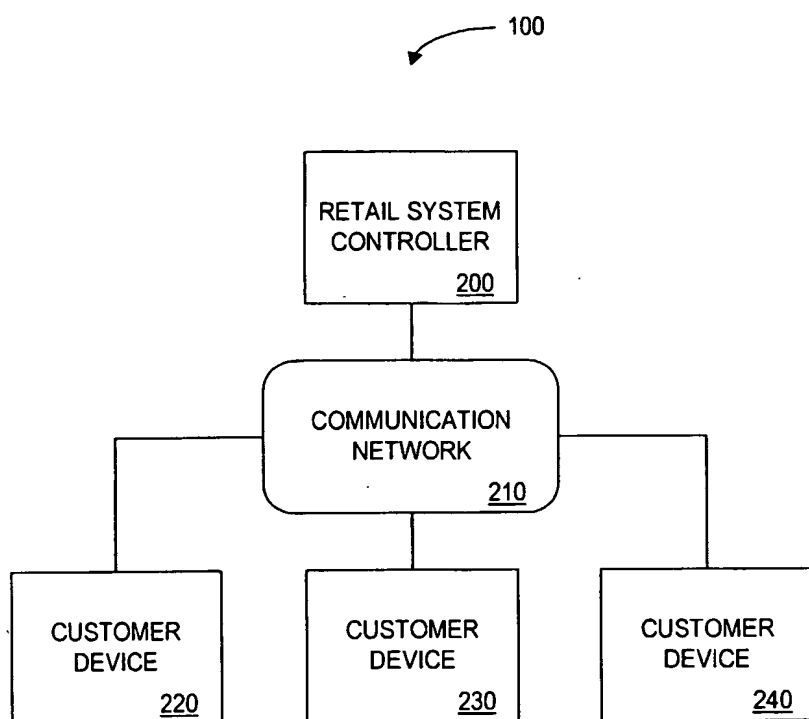 100
RETAIL SYSTEM
CONTROLLER
200
COMMUNICATION
NETWORK
210
CUSTOMER
DEVICE
220
CUSTOMER
DEVICE
230
CUSTOMER
DEVICE
240